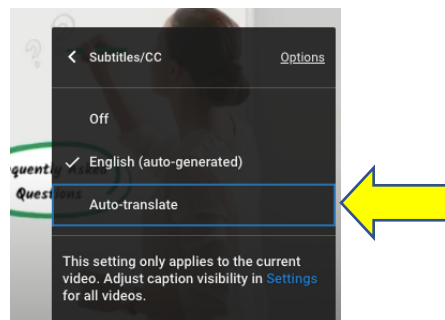 Subtitles/CC
Options
Off
English (auto-generated)
Auto-translate
This setting only applies to the current
video. Adjust caption visibility in Settings
for all videos.
quently Asked
Questions